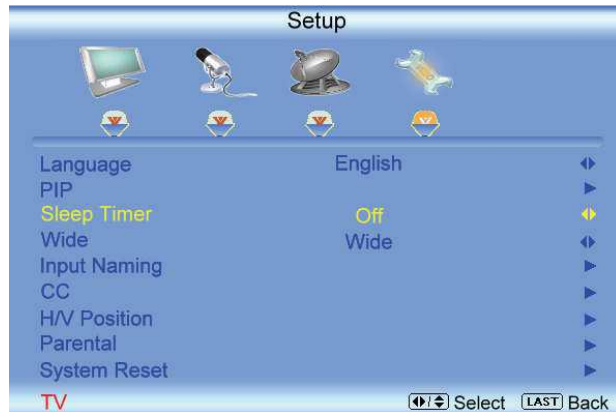 Setup
Language English
PIP
Sleep Timer Off
Wide Wide
Input Naming
CC
H/V Position
Parental
System Reset
TV Select LAST Back